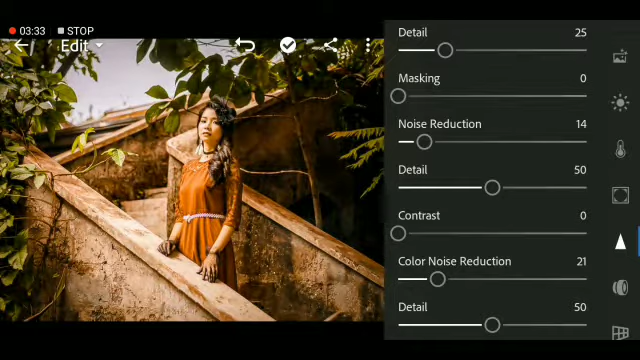 03:33 STOP
Edit
Detail 25
Masking 0
Noise Reduction 14
Detail 50
Contrast 0
Color Noise Reduction 21
Detail 50